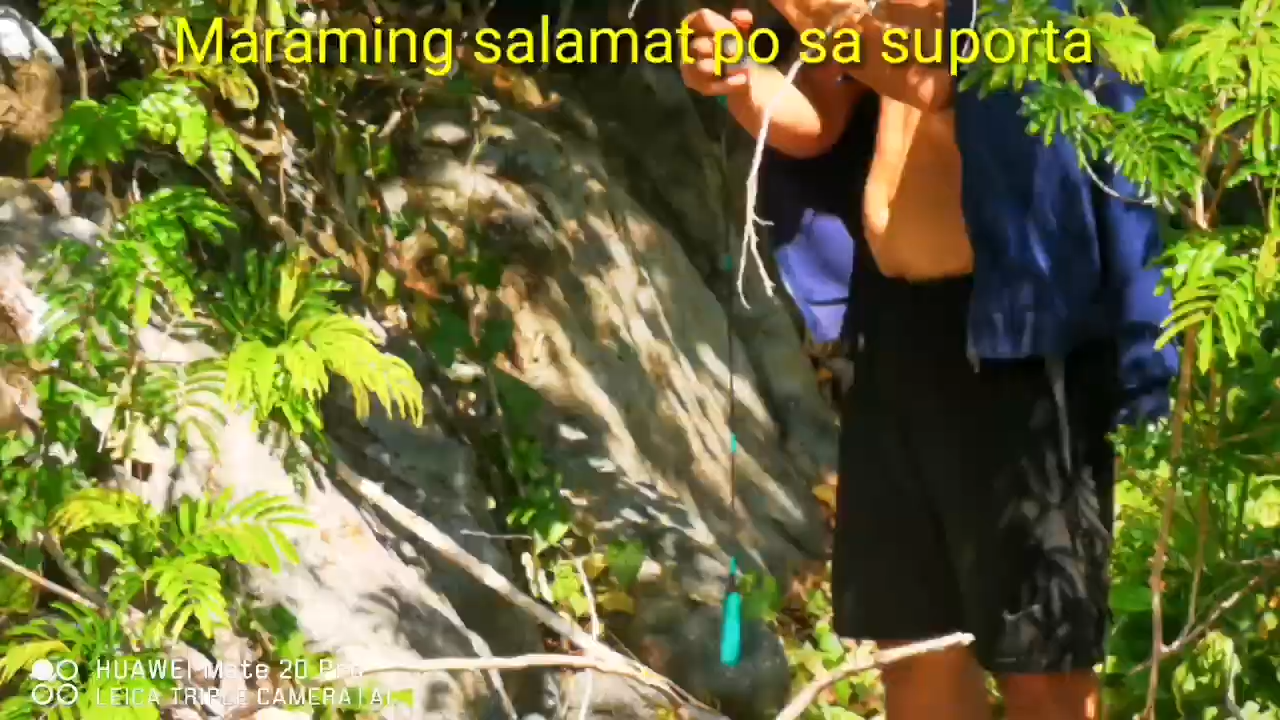 Maraming salamat po sa suporta
HUAWEI Mate 20 Pro
LEICA TRIPLE CAMERA | AI